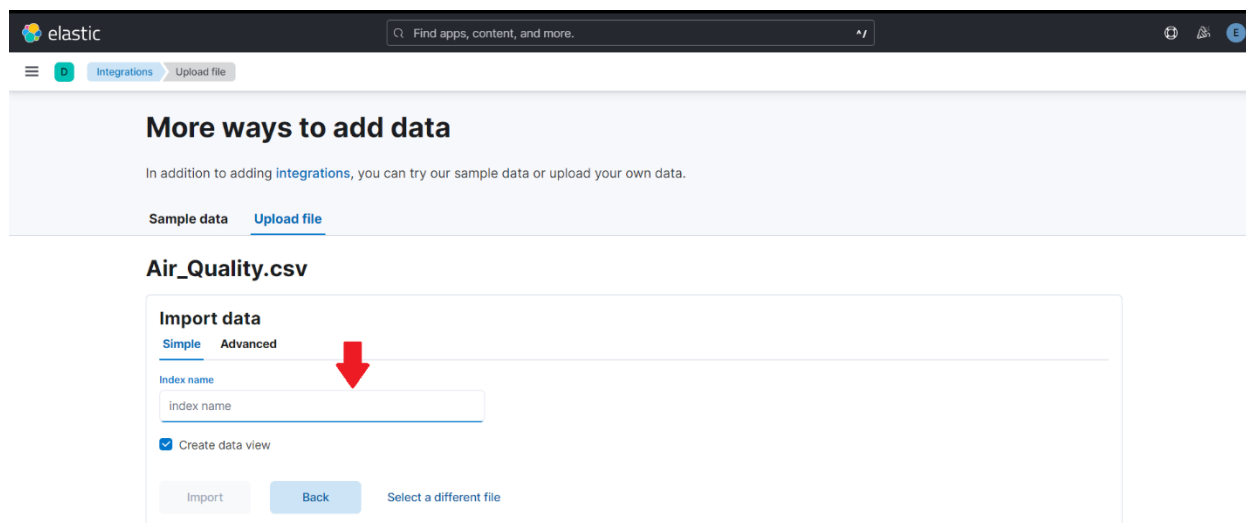 elastic
Find apps, content, and more.
^/
E
D
Integrations
Upload file
More ways to add data
In addition to adding integrations, you can try our sample data or upload your own data.
Sample data
Upload file
Air_Quality.csv
Import data
Simple
Advanced
Index name
index name
Create data view
Import
Back
Select a different file